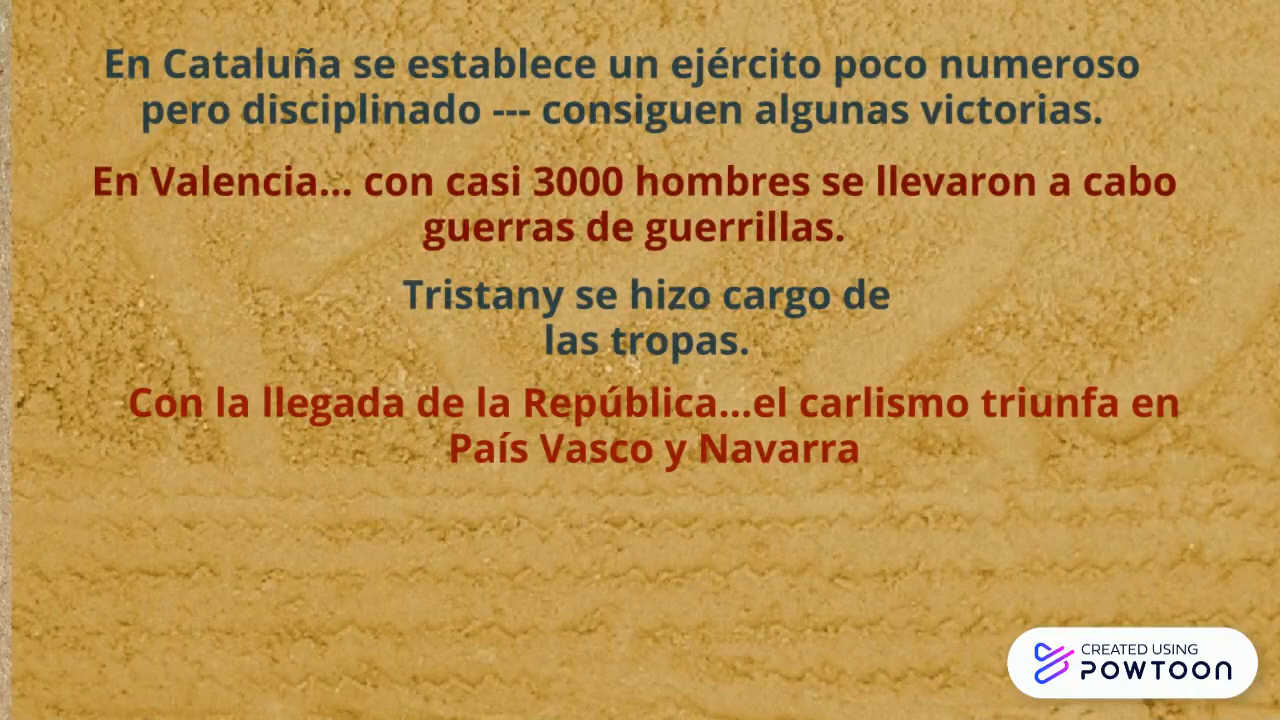 En Cataluña se establece un ejército poco numeroso
pero disciplinado --- consiguen algunas victorias.
En Valencia... con casi 3000 hombres se llevaron a cabo
guerras de guerrillas.
Tristany se hizo cargo de
las tropas.
Con la llegada de la República...el carlismo triunfa en
País Vasco y Navarra
CREATED USING
POWTOON